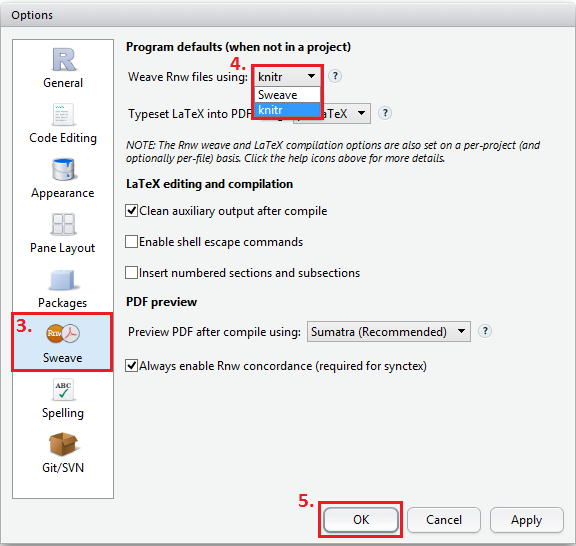 Options
General
Code Editing
Appearance
Pane Layout
Packages
3.
Rnw
Sweave
ABC
Spelling
Git/SVN
Program defaults (when not in a project)
4.
Weave Rnw files using: knitr ?
Sweave
knitr
Typeset LaTeX into PDF LaTeX ?
NOTE: The Rnw weave and LaTeX compilation options are also set on a per-project (and
optionally per-file) basis. Click the help icons above for more details.
LaTeX editing and compilation
Clean auxiliary output after compile
Enable shell escape commands
Insert numbered sections and subsections
PDF preview
Preview PDF after compile using: Sumatra (Recommended) ?
Always enable Rnw concordance (required for synctex)
5.
OK Cancel Apply